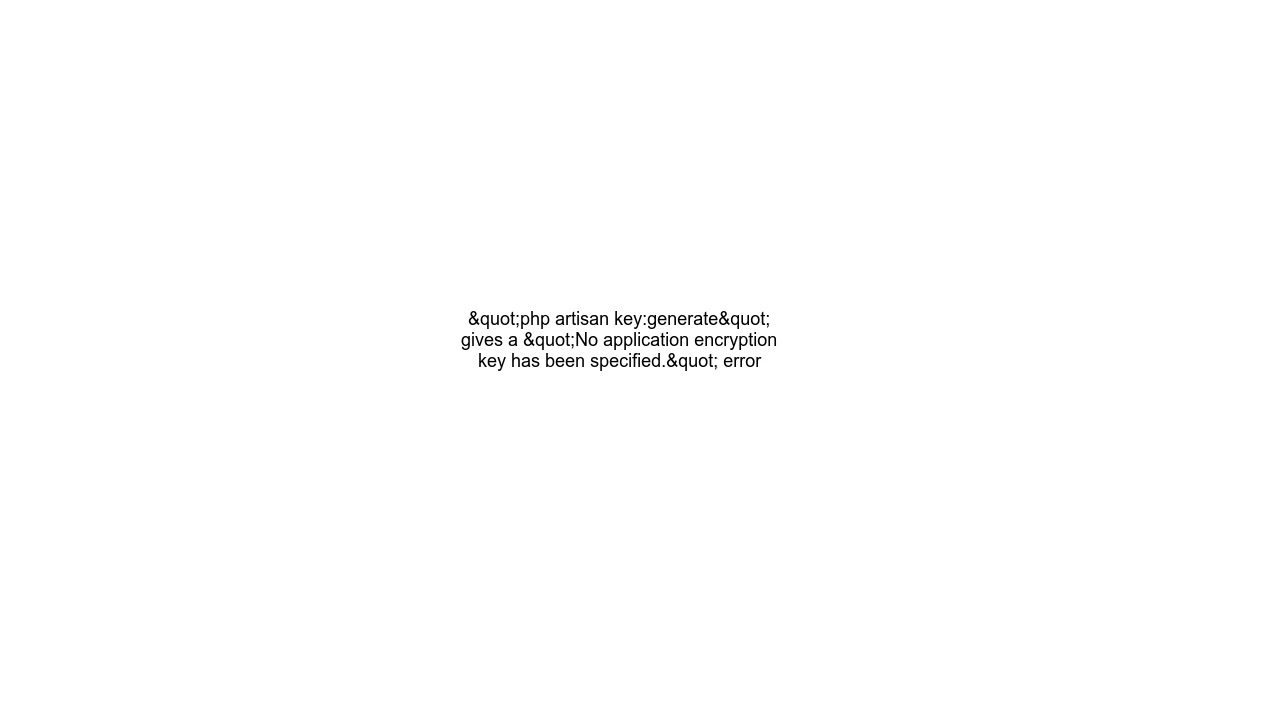 &quot;php artisan key:generate&quot;
gives a &quot;No application encryption
key has been specified.&quot; error